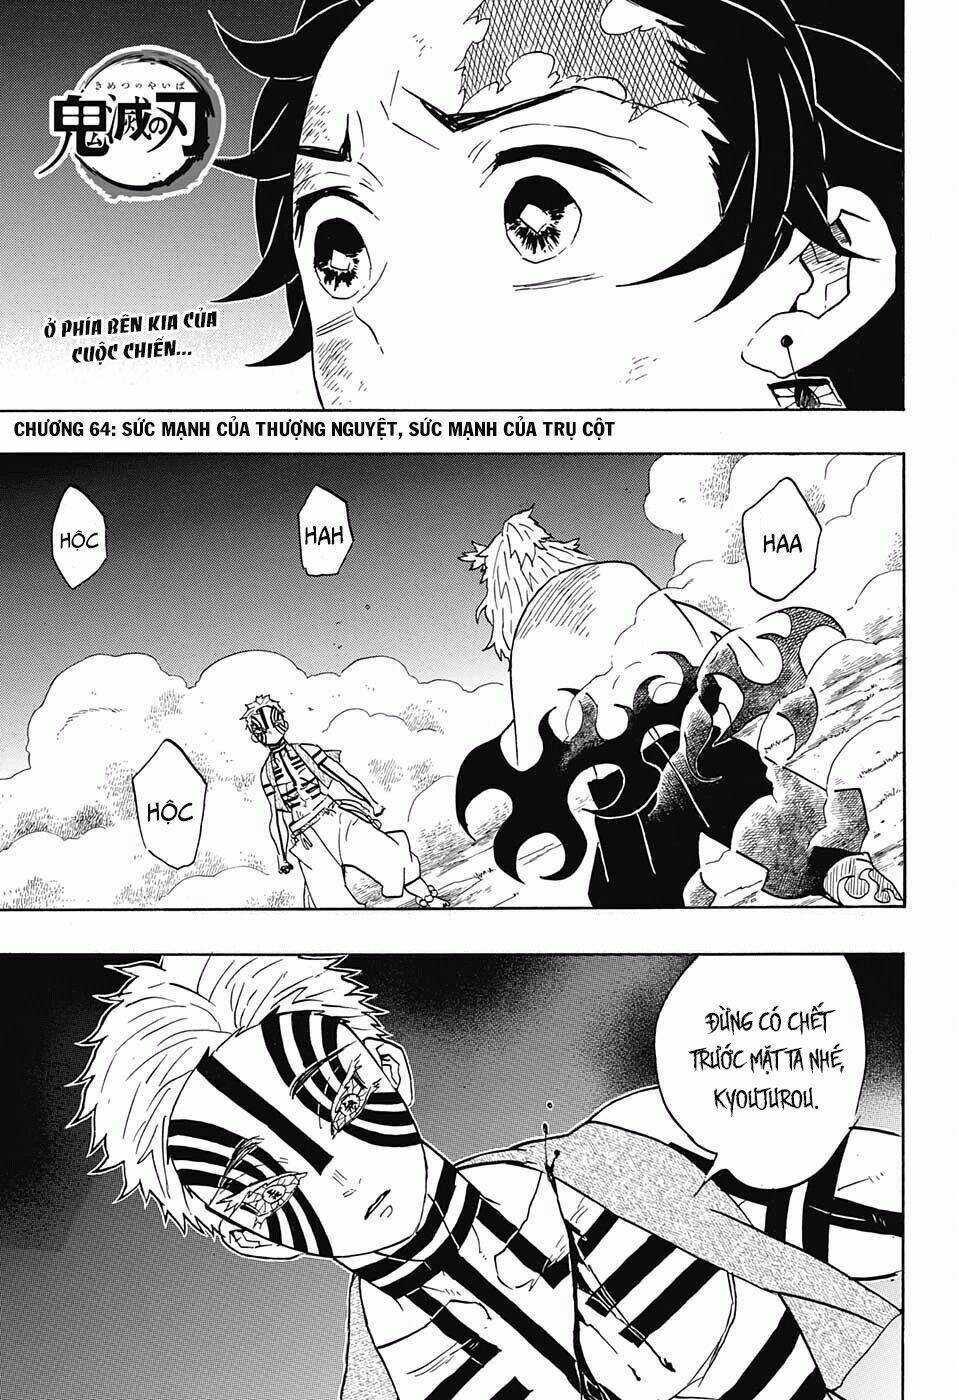 きめつのやいば
鬼滅の刃
Ở PHÍA BÊN KIA CỦA
CUỘC CHIẾN...
CHƯƠNG 64: SỨC MẠNH CỦA THƯỢNG NGUYỆT, SỨC MẠNH CỦA TRỤ CỘT
HAA
HAH
HỘC
HỘC
ĐỪNG CÓ CHẾT
TRƯỚC MẶT TA NHÉ,
KYOUJUROU.